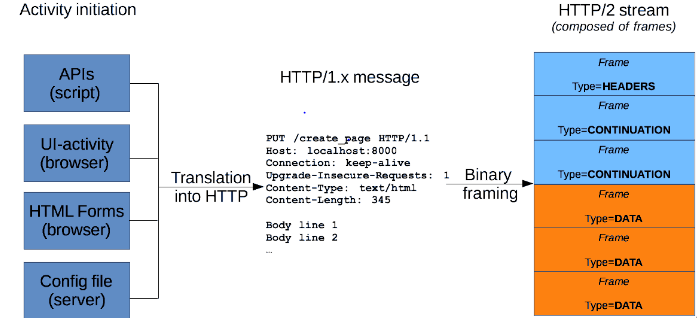 Activity initiation
APIs
(script)
UI-activity
(browser)
HTML Forms
(browser)
Config file
(server)
Translation
into HTTP
HTTP/1.x message
PUT /create_page HTTP/1.1
Host: localhost:8000
Connection: keep-alive
Upgrade-Insecure-Requests: 1
Content-Type: text/html
Content-Length: 345
Body line 1
Body line 2
…
Binary
framing
HTTP/2 stream
(composed of frames)
Frame
Type=HEADERS
Frame
Type=CONTINUATION
Frame
Type=CONTINUATION
Frame
Type=DATA
Frame
Type=DATA
Frame
Type=DATA